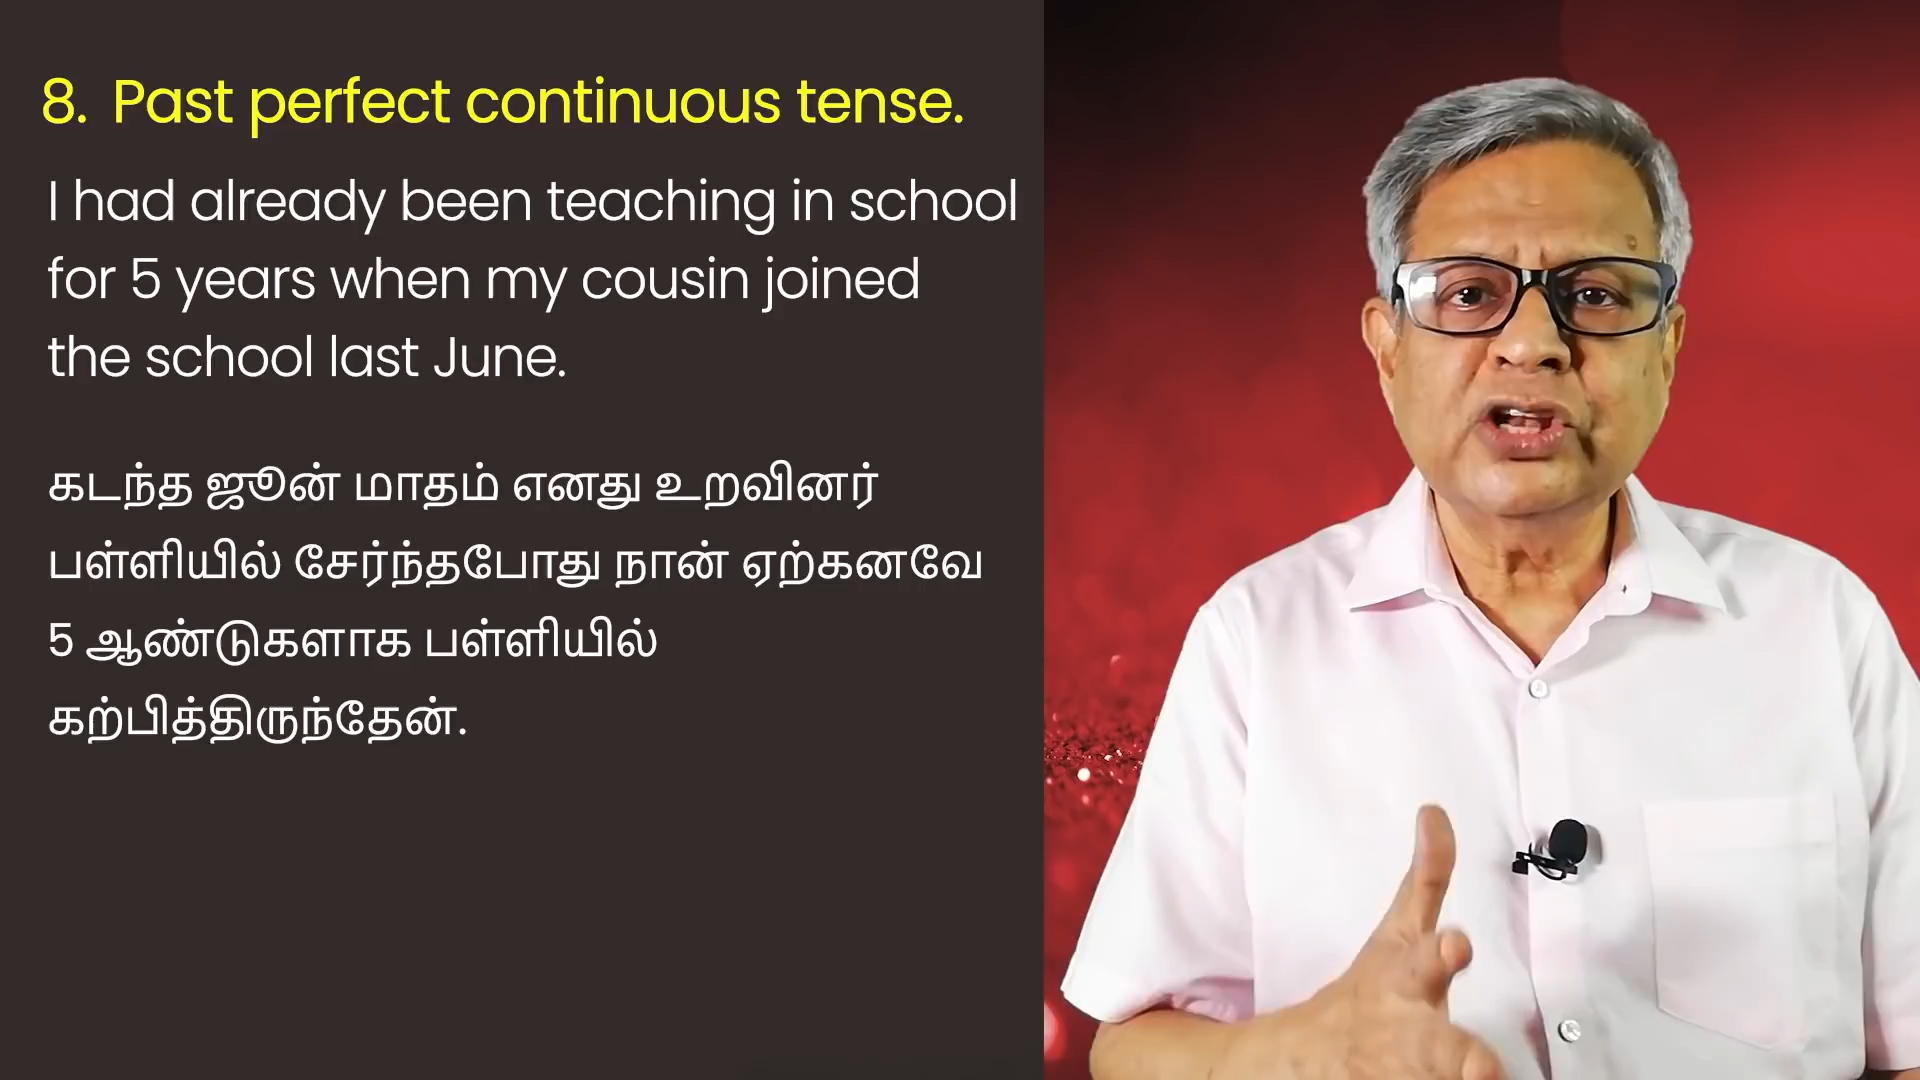 8. Past perfect continuous tense.
I had already been teaching in school
for 5 years when my cousin joined
the school last June.
கடந்த ஜூன் மாதம் எனது உறவினர்
பள்ளியில் சேர்ந்தபோது நான் ஏற்கனவே
5 ஆண்டுகளாக பள்ளியில்
கற்பித்திருந்தேன்.